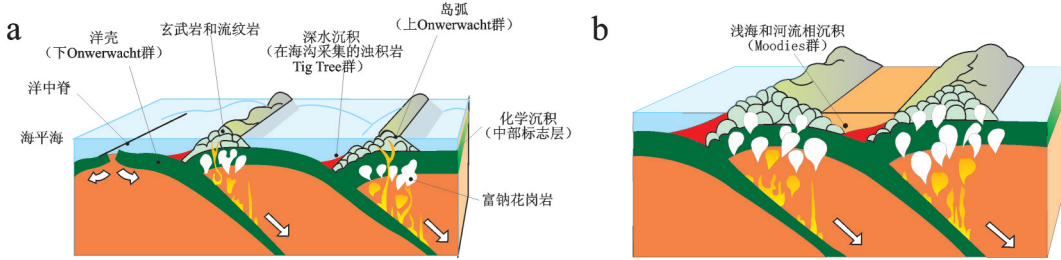 a
洋壳
（下Onwerwacht群）
玄武岩和流纹岩
深水沉积
（在海沟采集的浊积岩
Tig Tree群）
岛弧
（上Onwerwacht群）
洋中脊
海平海
化学沉积
（中部标志层）
富钠花岗岩
b
浅海和河流相沉积
（Moodies群）